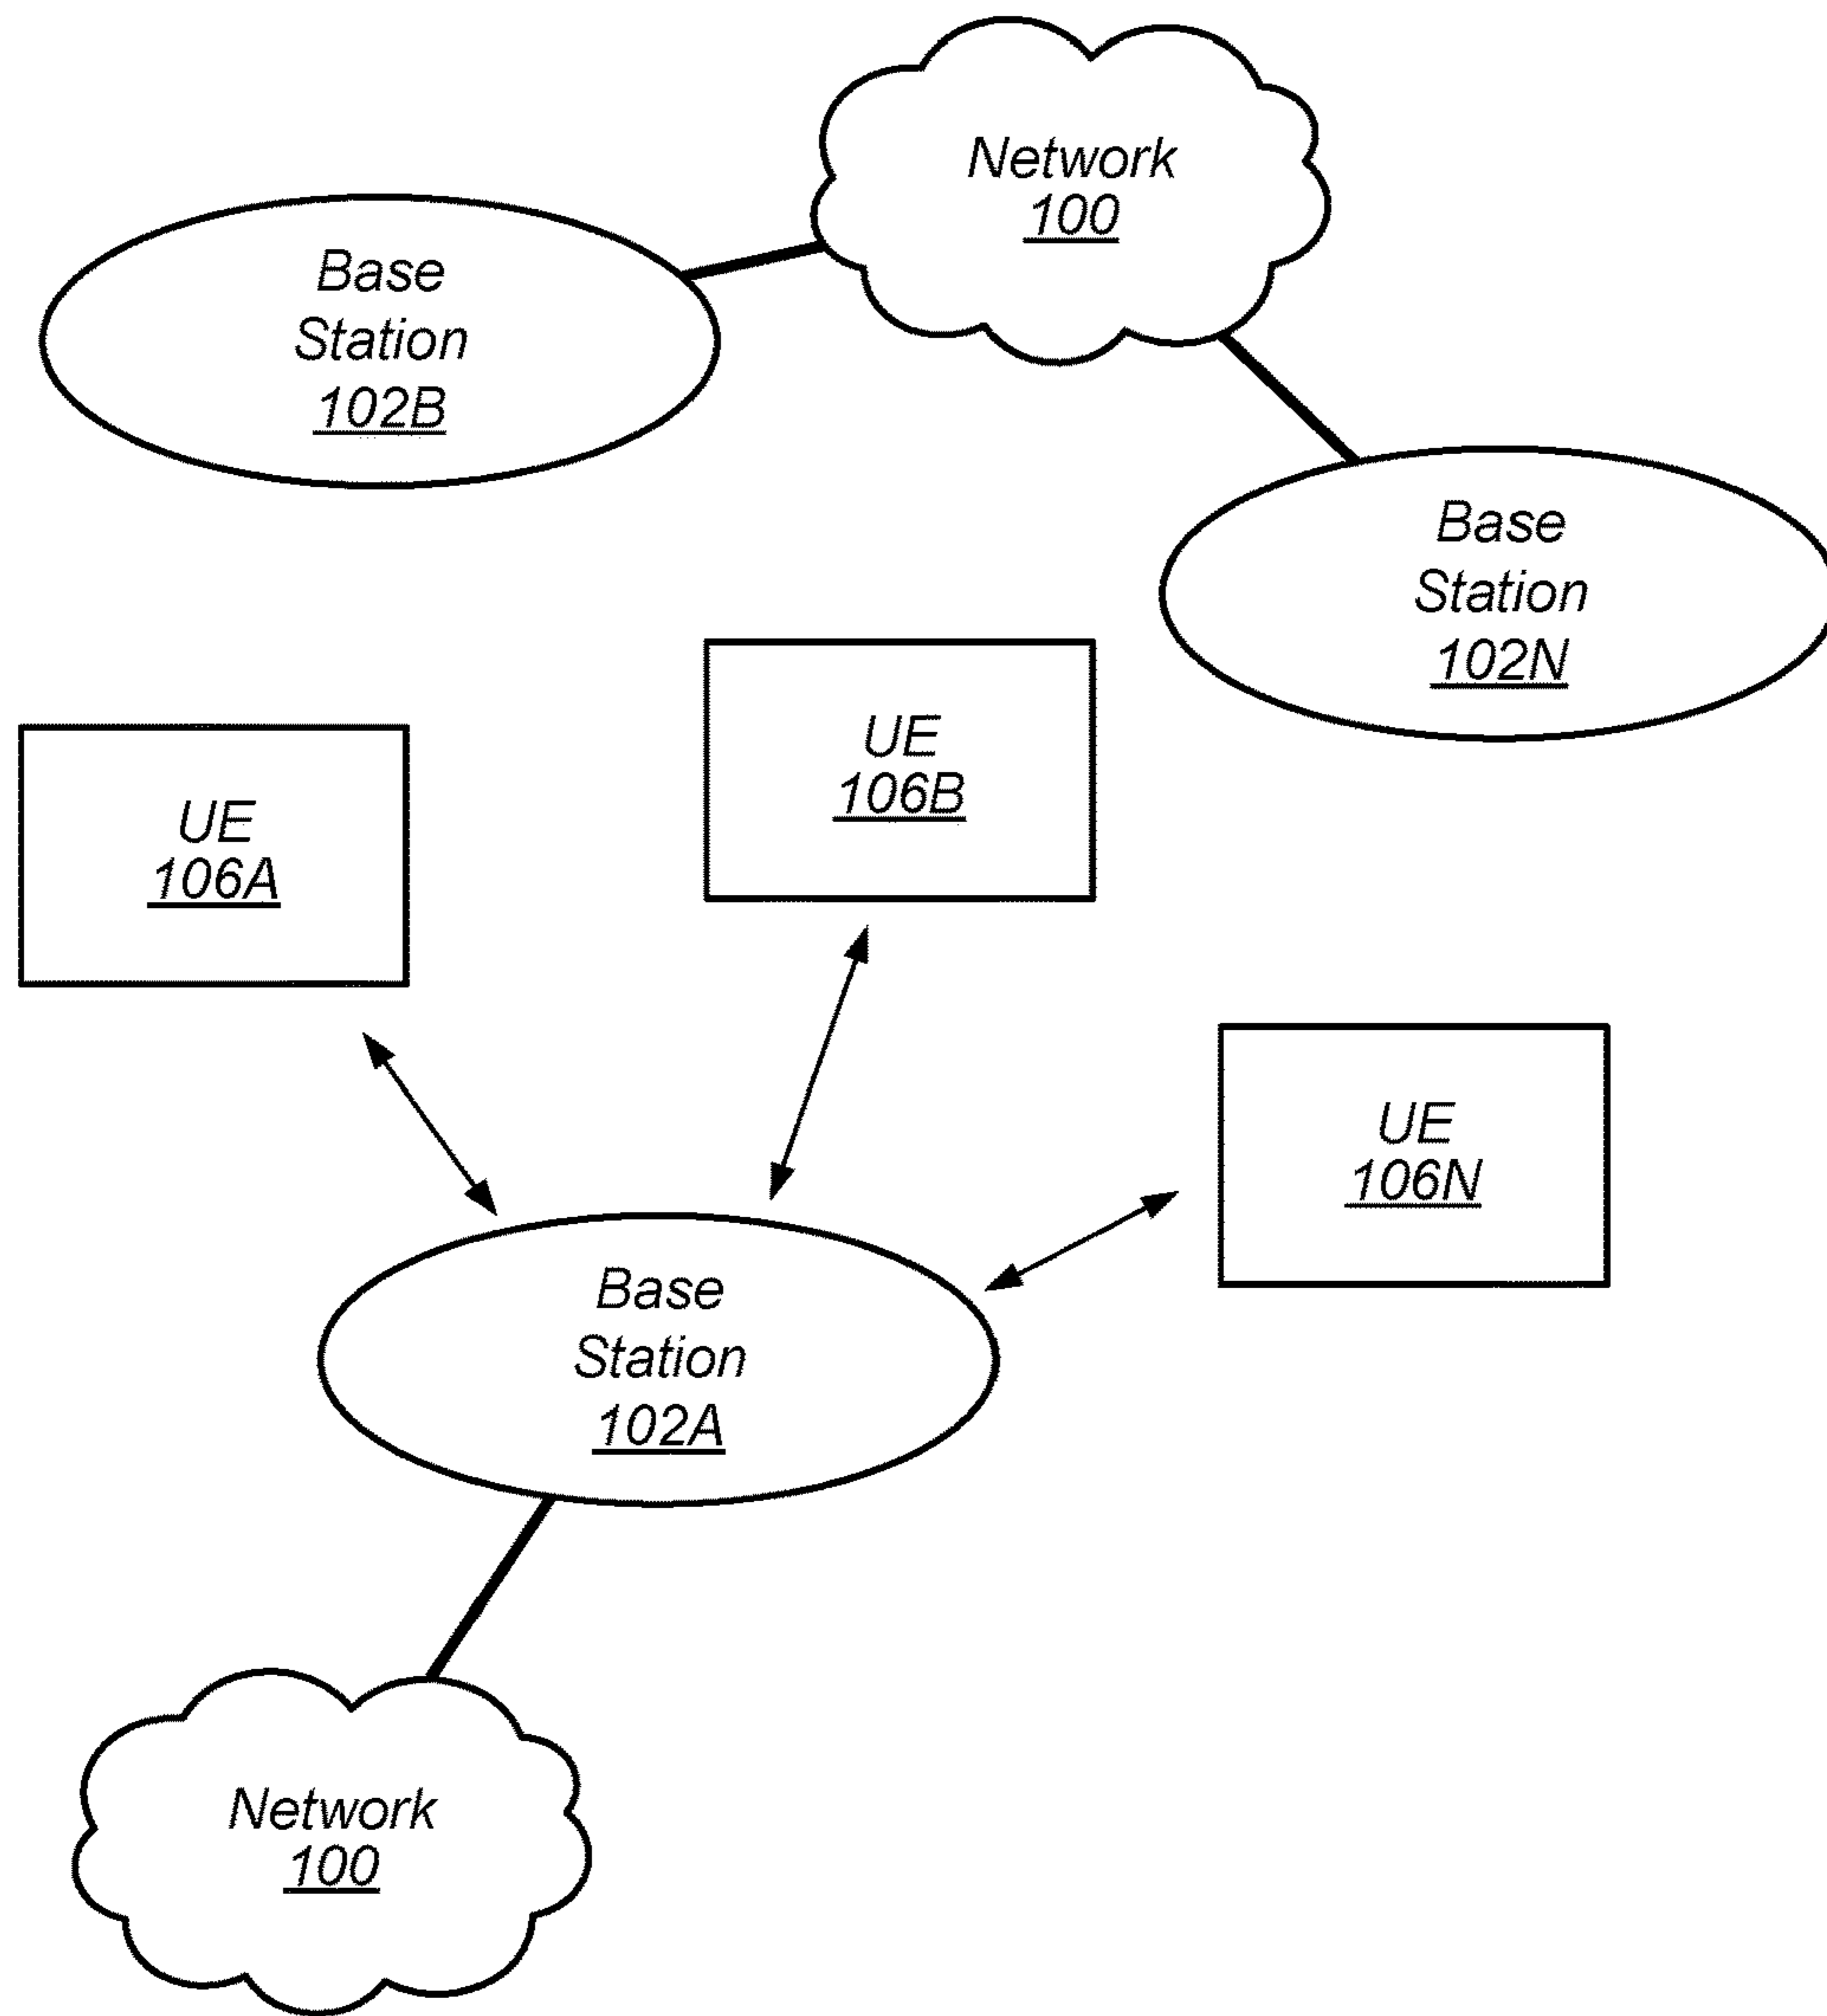 Network
100
Base
Station
102B
Base
Station
102N
UE
106B
UE
106A
UE
106N
Base
Station
102A
Network
100